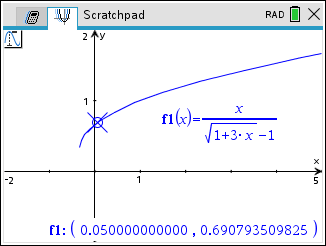 Scratchpad RAD
2 y
1
f1(x)= x / √1+3·x -1
x
-2 1 5
f1: ( 0.050000000000 , 0.690793509825 )